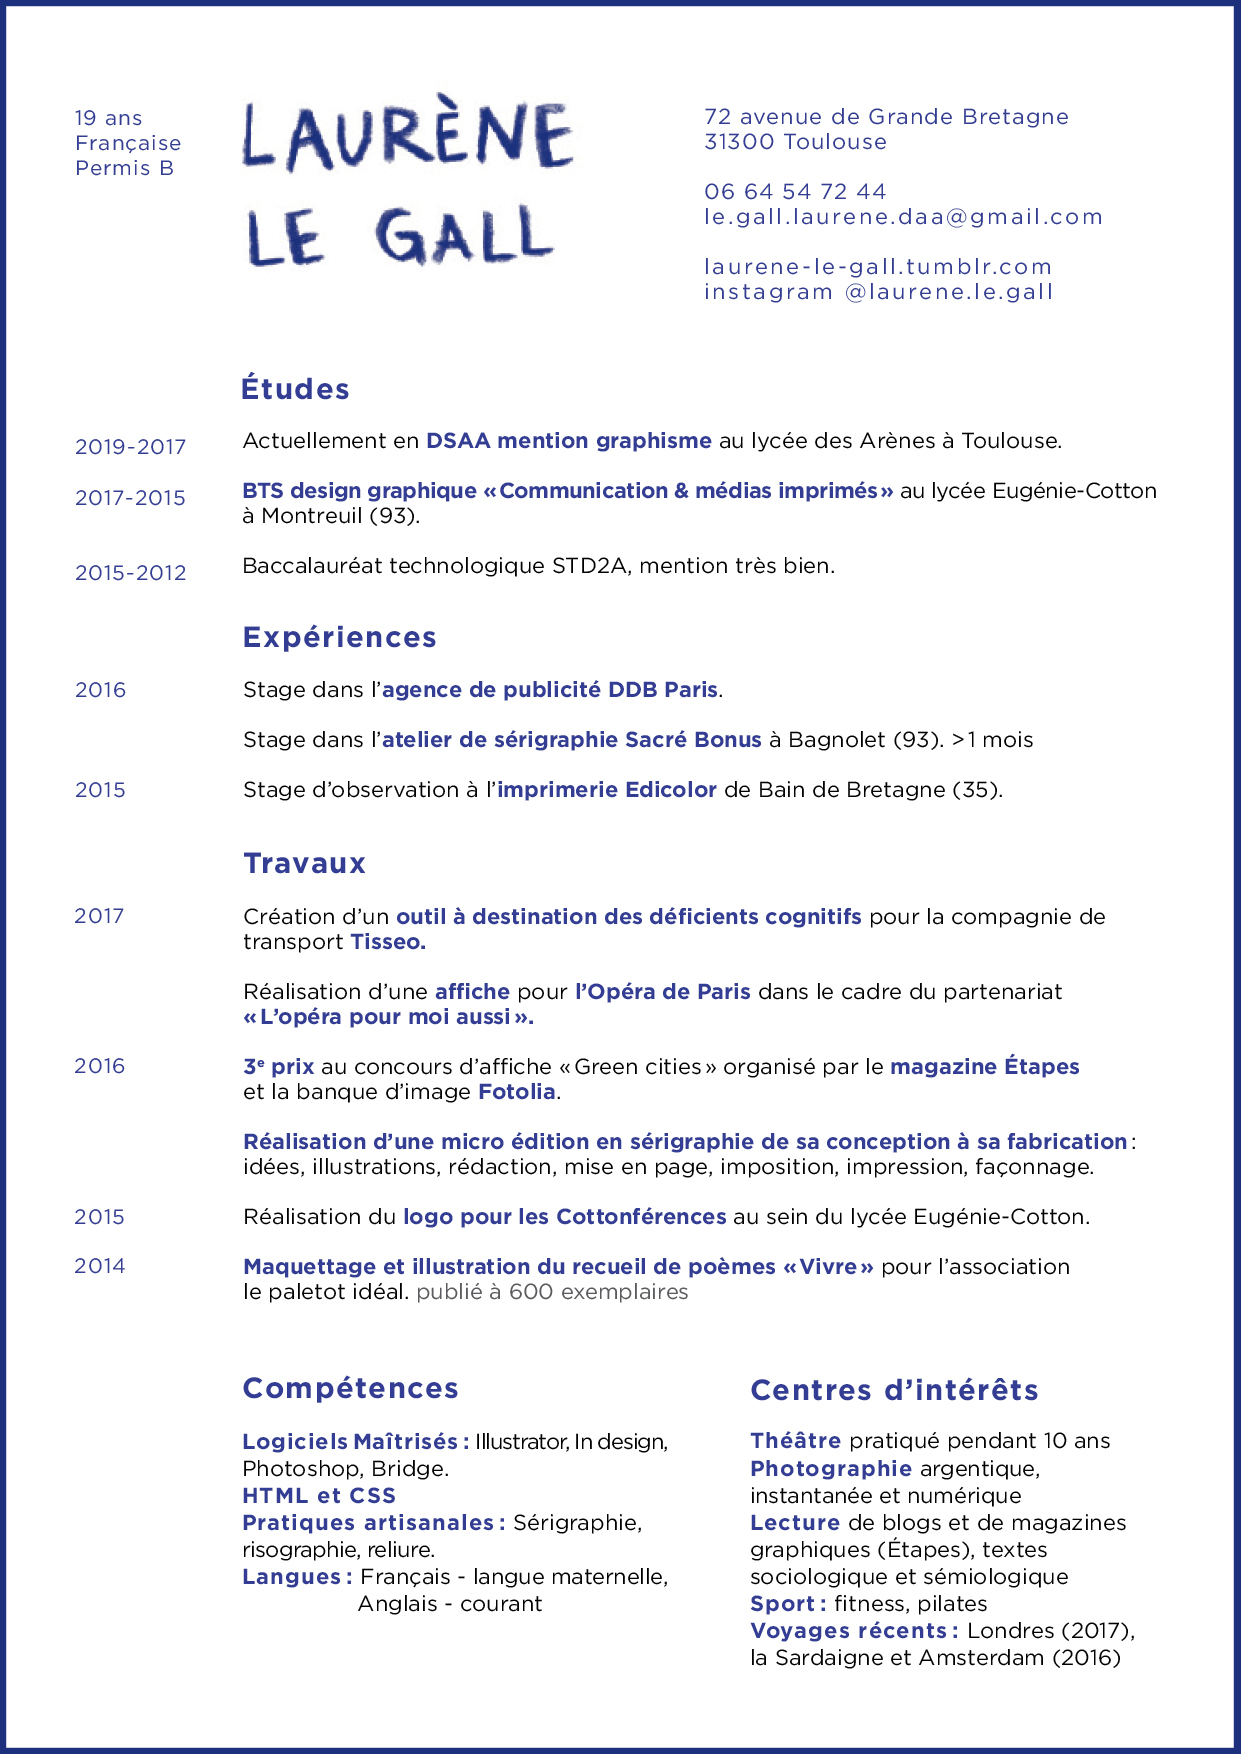 19 ans
Française
Permis B
LAURÈNE
LE GALL
72 avenue de Grande Bretagne
31300 Toulouse
06 64 54 72 44
le.gall.laurene.daa@gmail.com
laurene-le-gall.tumblr.com
instagram @laurene.le.gall
Études
2019-2017 Actuellement en DSAA mention graphisme au lycée des Arènes à Toulouse.
2017-2015 BTS design graphique « Communication & médias imprimés » au lycée Eugénie-Cotton
à Montreuil (93).
2015-2012 Baccalauréat technologique STD2A, mention très bien.
Expériences
2016 Stage dans l’agence de publicité DDB Paris.
Stage dans l’atelier de sérigraphie Sacré Bonus à Bagnolet (93). >1 mois
2015 Stage d’observation à l’imprimerie Edicolor de Bain de Bretagne (35).
Travaux
2017 Création d’un outil à destination des déficients cognitifs pour la compagnie de
transport Tisseo.
Réalisation d’une affiche pour l’Opéra de Paris dans le cadre du partenariat
« L’opéra pour moi aussi ».
2016 3e prix au concours d’affiche « Green cities » organisé par le magazine Étapes
et la banque d’image Fotolia.
Réalisation d’une micro édition en sérigraphie de sa conception à sa fabrication :
idées, illustrations, rédaction, mise en page, imposition, impression, façonnage.
2015 Réalisation du logo pour les Cottonférences au sein du lycée Eugénie-Cotton.
2014 Maquettage et illustration du recueil de poèmes « Vivre » pour l’association
le paletot idéal. publié à 600 exemplaires
Compétences
Logiciels Maîtrisés : Illustrator, In design,
Photoshop, Bridge.
HTML et CSS
Pratiques artisanales : Sérigraphie,
risographie, reliure.
Langues : Français - langue maternelle,
Anglais - courant
Centres d’intérêts
Théâtre pratiqué pendant 10 ans
Photographie argentique,
instantanée et numérique
Lecture de blogs et de magazines
graphiques (Étapes), textes
sociologique et sémiologique
Sport : fitness, pilates
Voyages récents : Londres (2017),
la Sardaigne et Amsterdam (2016)